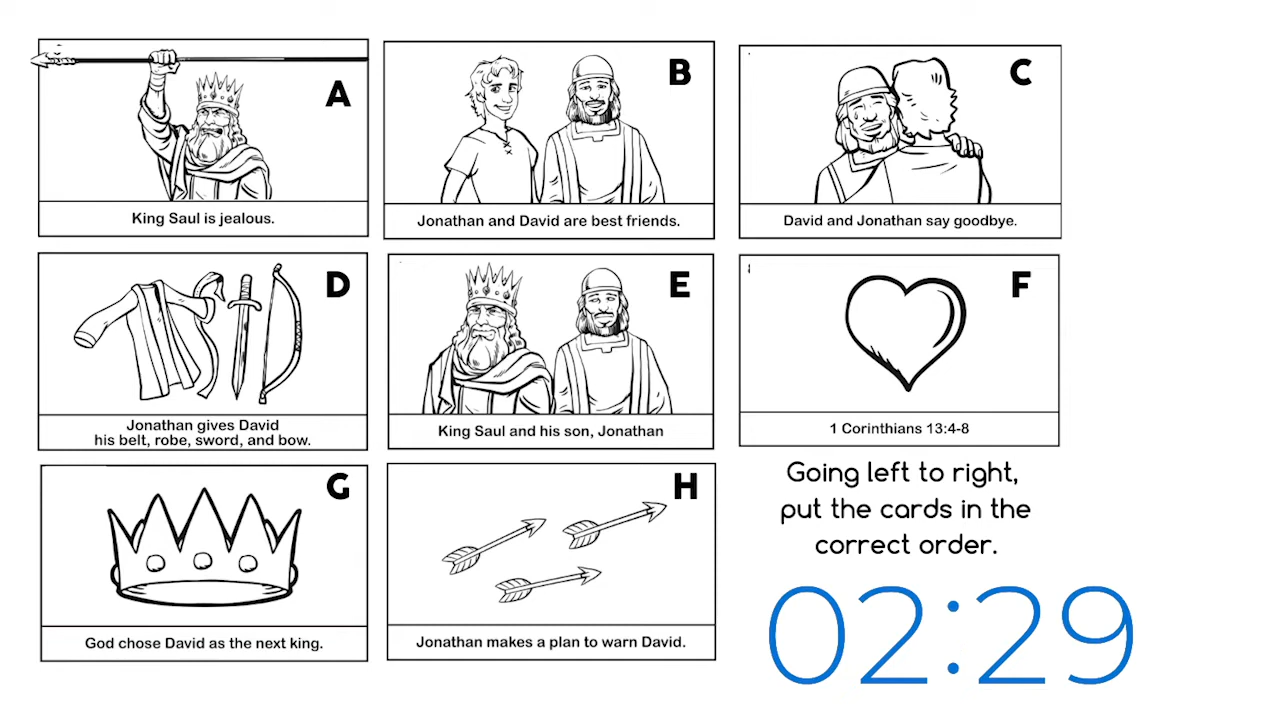 A
King Saul is jealous.
B
Jonathan and David are best friends.
C
David and Jonathan say goodbye.
D
Jonathan gives David
his belt, robe, sword, and bow.
E
King Saul and his son, Jonathan
F
1 Corinthians 13:4-8
G
God chose David as the next king.
H
Jonathan makes a plan to warn David.
Going left to right,
put the cards in the
correct order.
02:29